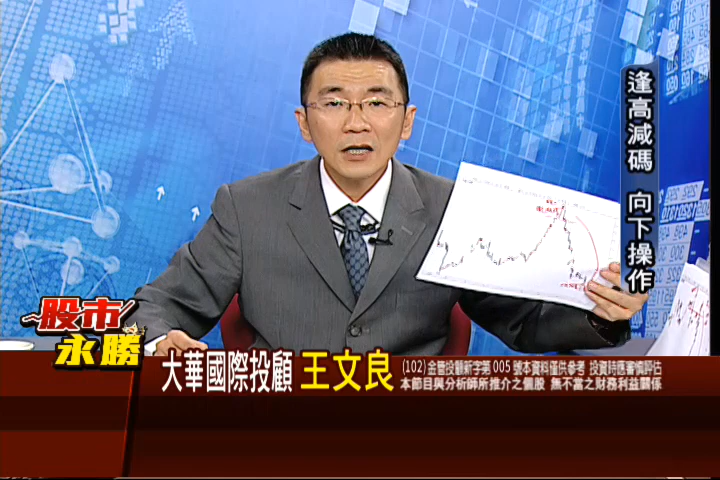 逢高減碼 向下操作
股市
永勝
大華國際投顧 王文良
(102)金管投顧新字第005號本資料僅供參考 投資時應審慎評估
本節目與分析師所推介之個股 無不當之財務利益關係